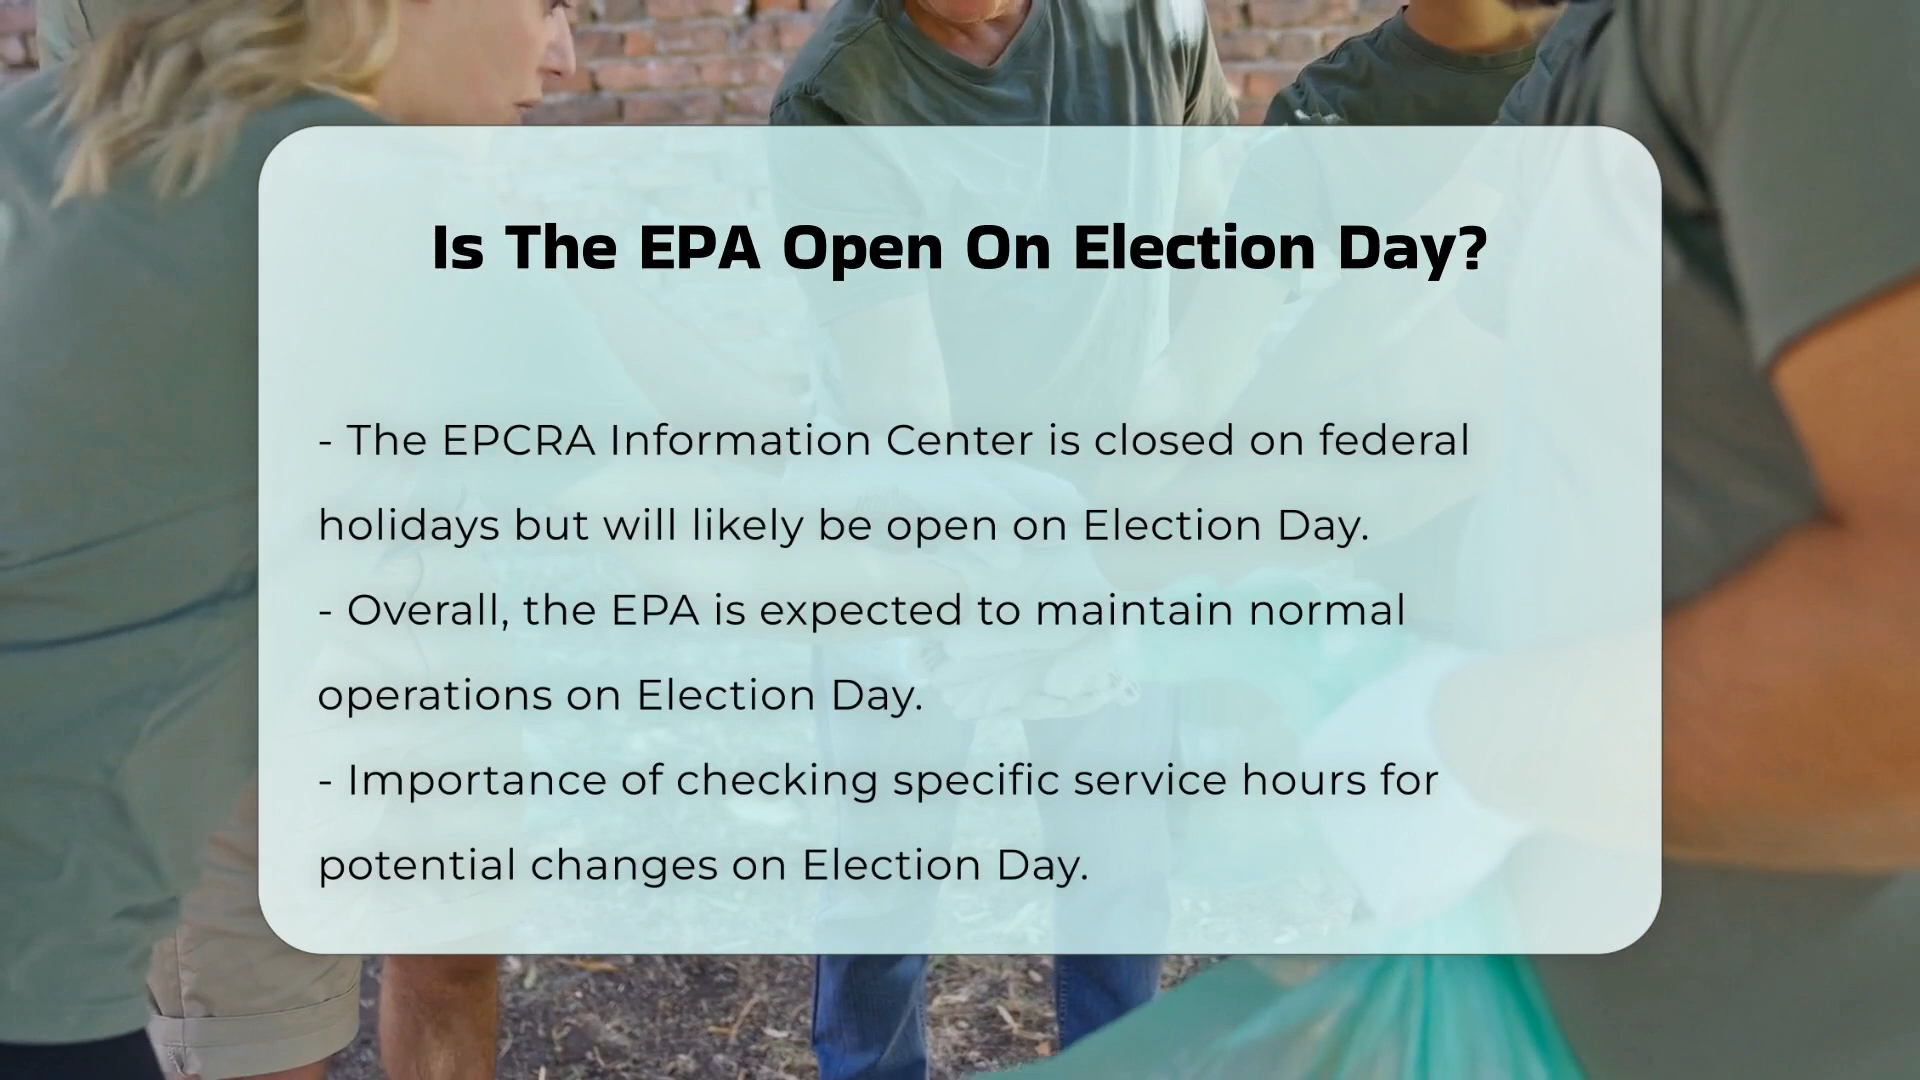 Is The EPA Open On Election Day?
- The EPCRA Information Center is closed on federal
holidays but will likely be open on Election Day.
- Overall, the EPA is expected to maintain normal
operations on Election Day.
- Importance of checking specific service hours for
potential changes on Election Day.